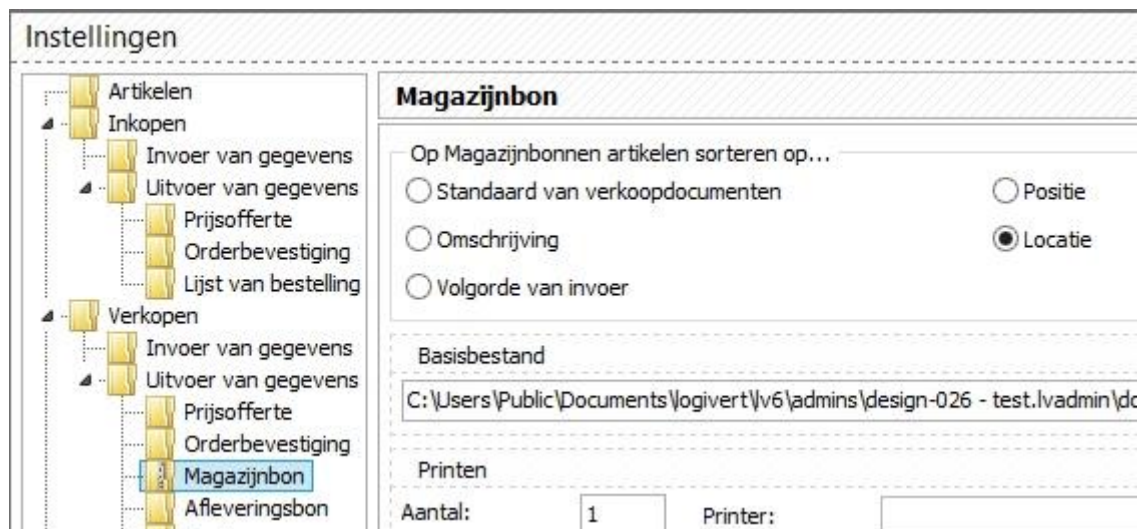 Instellingen
Artikelen
Inkopen
Invoer van gegevens
Uitvoer van gegevens
Prijsofferte
Orderbevestiging
Lijst van bestelling
Verkopen
Invoer van gegevens
Uitvoer van gegevens
Prijsofferte
Orderbevestiging
Magazijnbon
Afleveringsbon
Magazijnbon
Op Magazijnbonnen artikelen sorteren op...
Standaard van verkoopdocumenten
Positie
Omschrijving
Locatie
Volgorde van invoer
Basisbestand
C:\Users\Public\Documents\logivert\lv6\admins\design-026 - test.lvadmin\do
Printen
Aantal: 1 Printer: